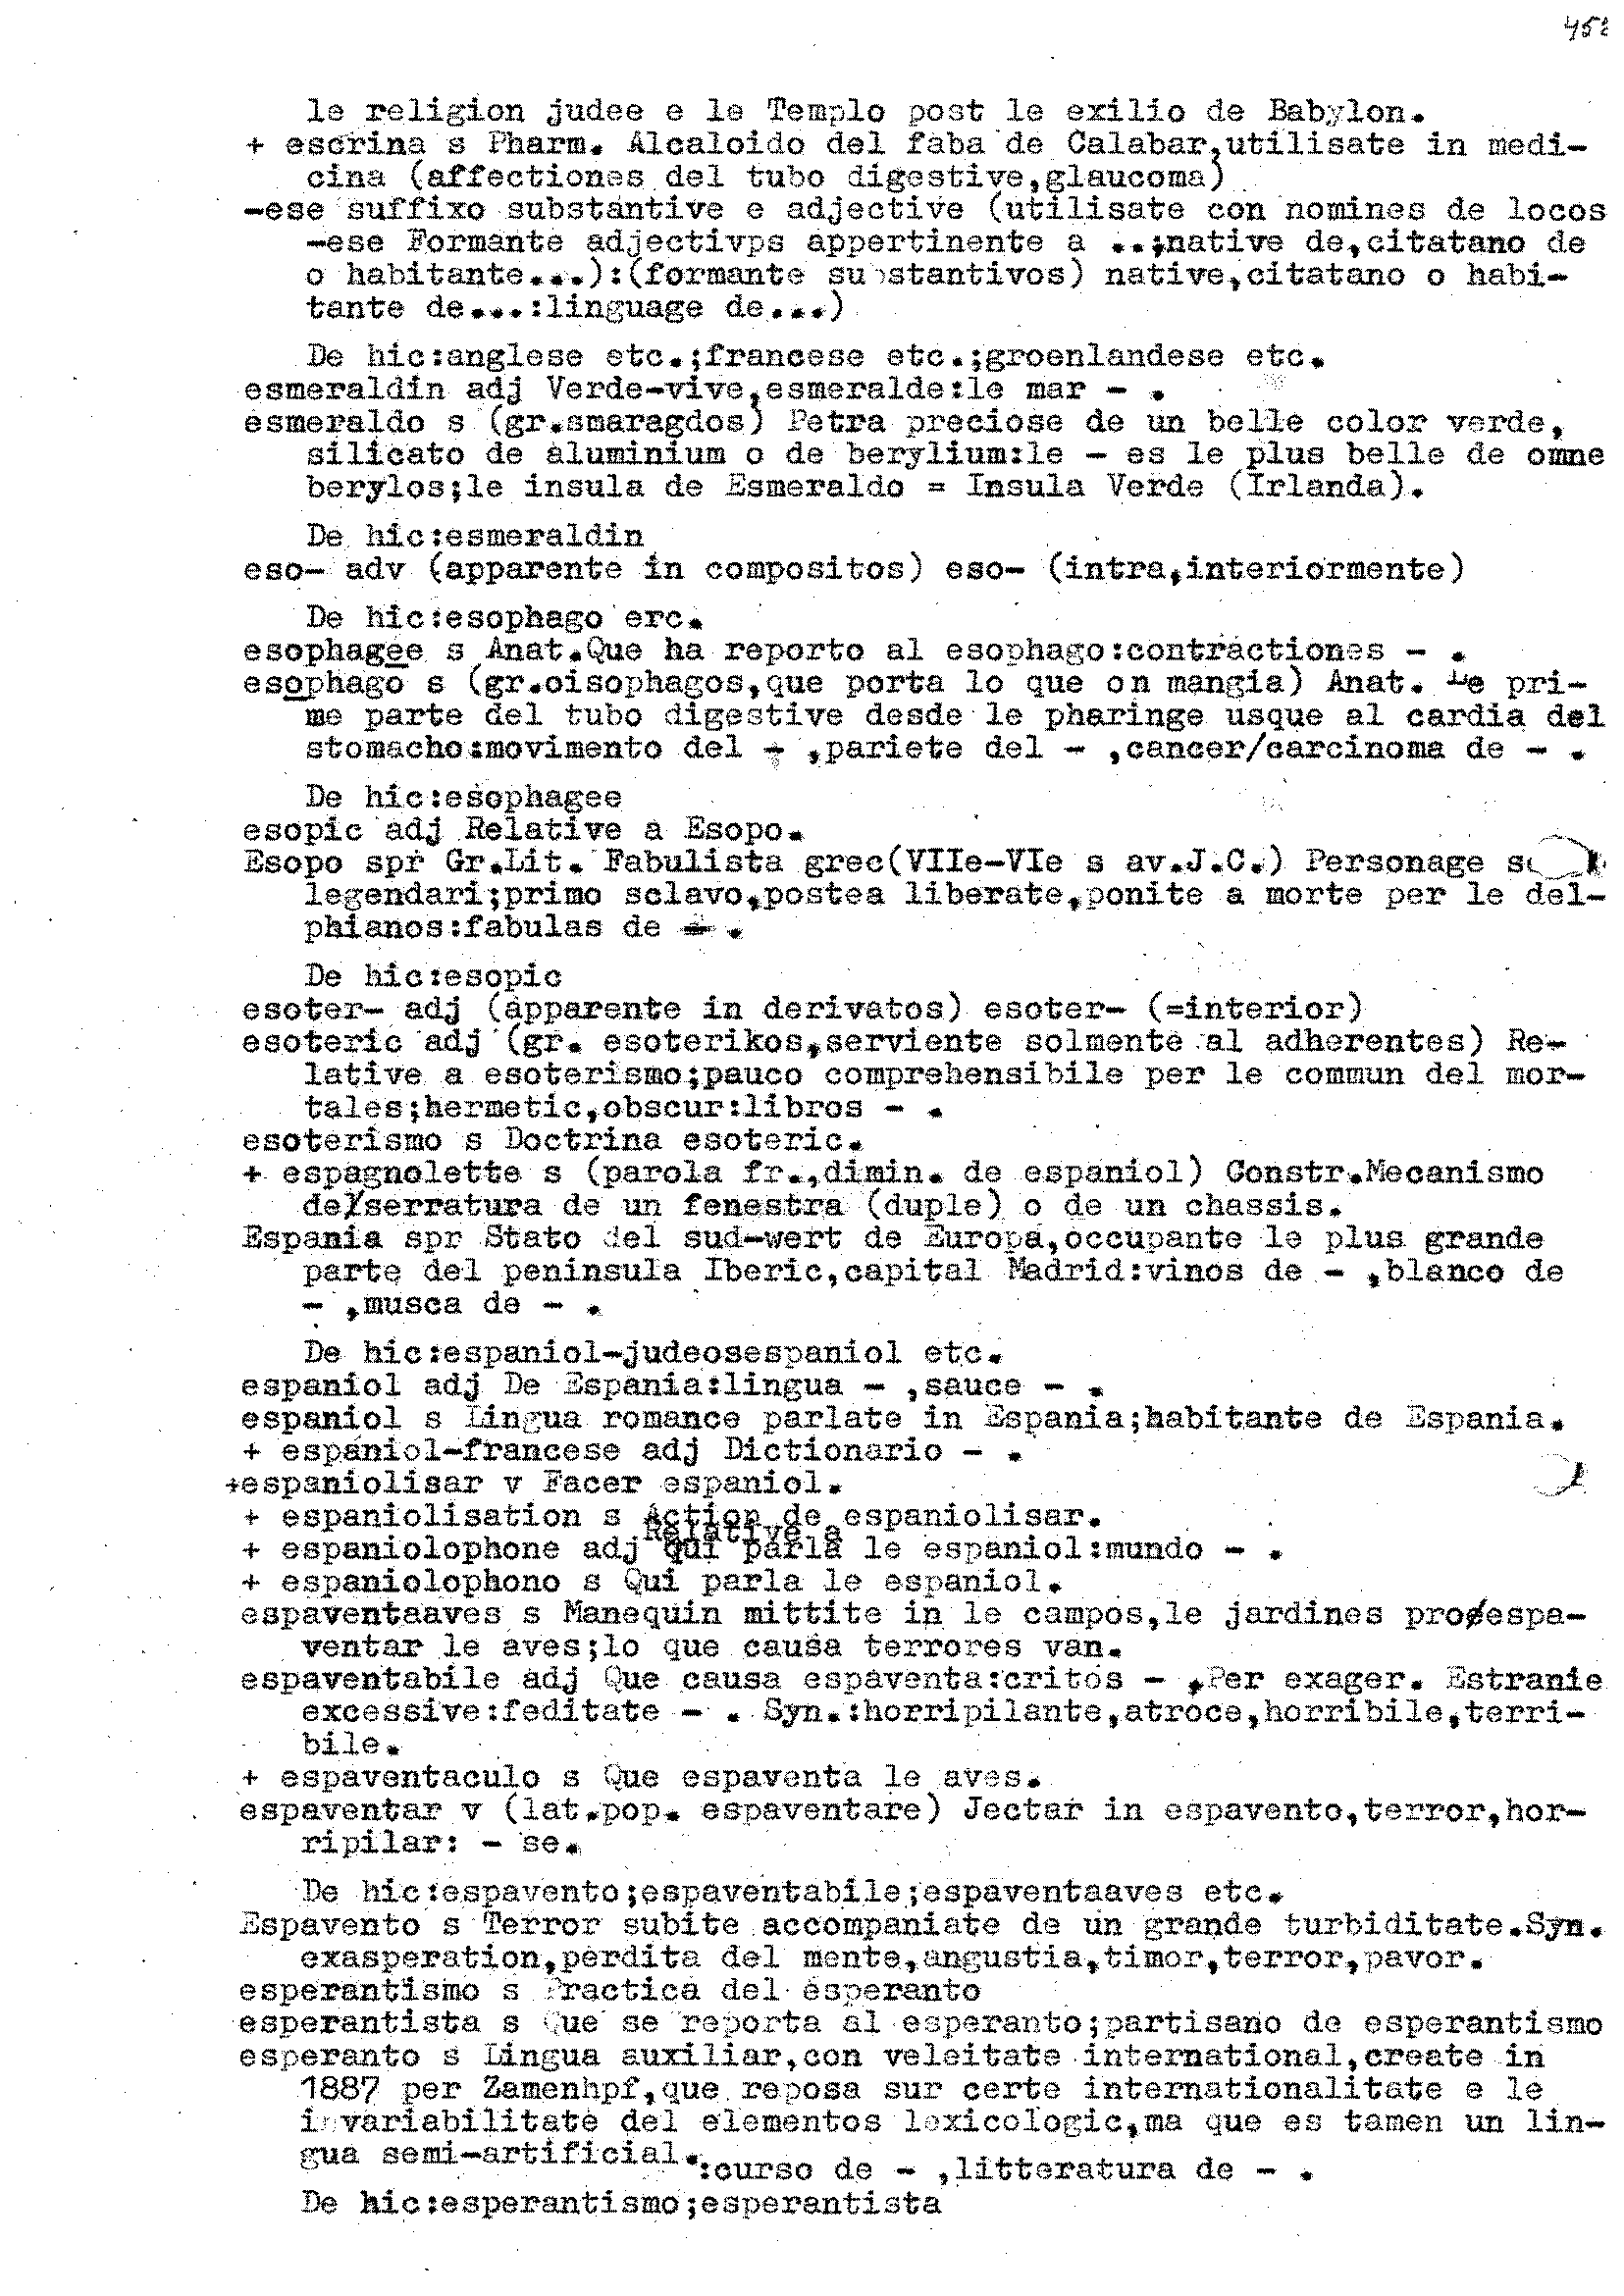 le religion judee e le Templo post le exilio de Babylon.
+ escrina s Pharm. Alcaloido del faba de Calabar,utilisate in medi-
cina (affectiones del tubo digestive,glaucoma)
-ese suffixo substantive e adjective (utilisate con nomines de locos
-ese Formante adjectivps appertinente a ..;native de,citatano de
o habitante...):(formante substantivos) native,citatano o habi-
tante de...:linguage de...)
De hic:anglese etc.;francese etc.;groenlandese etc.
esmeraldin adj Verde-vive,esmeralde:le mar - .
esmeraldo s (gr.smaragdos) Petra preciose de un belle color verde,
silicato de aluminium o de berylium:le - es le plus belle de omne
berylos;le insula de Esmeraldo = Insula Verde (Irlanda).
De hic:esmeraldin
eso- adv (apparente in compositos) eso- (intra,interiormente)
De hic:esophago erc.
esophagee s Anat.Que ha reporto al esophago:contractiones - .
esophago s (gr.oisophagos,que porta lo que on mangia) Anat. Le pri-
me parte del tubo digestive desde le pharinge usque al cardia del
stomacho:movimento del - ,pariete del - ,cancer/carcinoma de - .
De hic:esophagee
esopic adj Relative a Esopo.
Esopo spr Gr.Lit. Fabulista grec(VIIe-VIe s av.J.C.) Personage
legendari;primo sclavo,postea liberate,ponite a morte per le del-
phianos:fabulas de - .
De hic:esopic
esoter- adj (apparente in derivatos) esoter- (=interior)
esoteric adj (gr. esoterikos,serviente solmente al adherentes) Re-
lative a esoterismo;pauco comprehensibile per le commun del mor-
tales;hermetic,obscur:libros - .
esoterismo s Doctrina esoteric.
+ espagnolette s (parola fr.,dimin. de espaniol) Constr.Mecanismo
de/serratura de un fenestra (duple) o de un chassis.
Espania spr Stato del sud-wert de Europa,occupante le plus grande
parte del peninsula Iberic,capital Madrid:vinos de - ,blanco de
- ,musca de - .
De hic:espaniol-judeosespaniol etc.
espaniol adj De Espania:lingua - ,sauce - .
espaniol s Lingua romance parlate in Espania;habitante de Espania.
+ espaniol-francese adj Dictionario - .
+espaniolisar v Facer espaniol.
+ espaniolisation s Action de espaniolisar.
Relative a
+ espaniolophone adj qui parla le espaniol:mundo - .
+ espaniolophono s Qui parla le espaniol.
espaventaaves s Manequin mittite in le campos,le jardines pro/espa-
ventar le aves;lo que causa terrores van.
espaventabile adj Que causa espaventa:critos - ,Per exager. Estranie
excessive:feditate - . Syn.:horripilante,atroce,horribile,terri-
bile.
+ espaventaculo s Que espaventa le aves.
espaventar v (lat.pop. espaventare) Jectar in espavento,terror,hor-
ripilar: - se.
De hic:espavento;espaventabile;espaventaaves etc.
Espavento s Terror subite accompaniate de un grande turbiditate.Syn.
exasperation,perdita del mente,angustia,timor,terror,pavor.
esperantismo s Practica del esperanto
esperantista s Que se reporta al esperanto;partisano de esperantismo
esperanto s Lingua auxiliar,con veleitate international,create in
1887 per Zamenhpf,que reposa sur certe internationalitate e le
invariabilitate del elementos lexicologic,ma que es tamen un lin-
gua semi-artificial.:curso de - ,litteratura de - .
De hic:esperantismo;esperantista